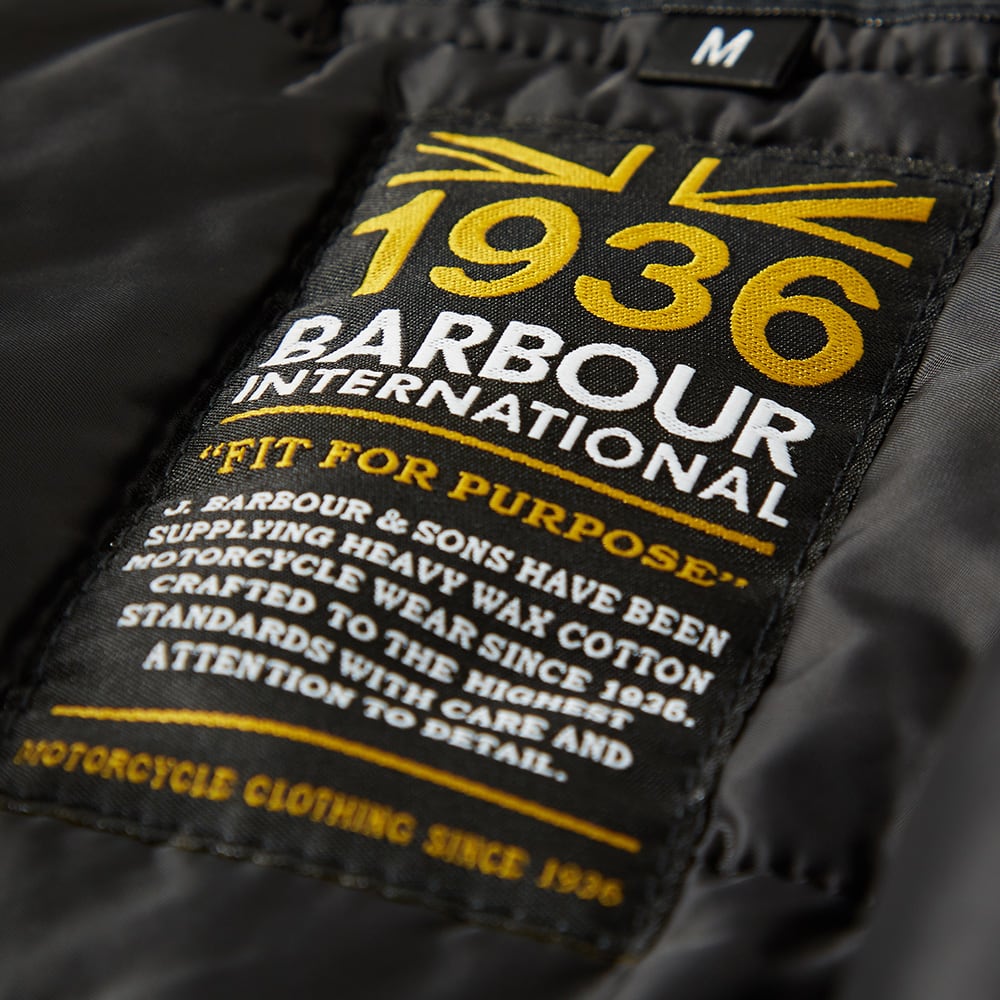 M
1936
BARBOUR
INTERNATIONAL
“FIT FOR PURPOSE”
J. BARBOUR & SONS HAVE BEEN
SUPPLYING HEAVY WAX COTTON
MOTORCYCLE WEAR SINCE 1936.
CRAFTED TO THE HIGHEST
STANDARDS WITH CARE AND
ATTENTION TO DETAIL.
MOTORCYCLE CLOTHING SINCE 1936